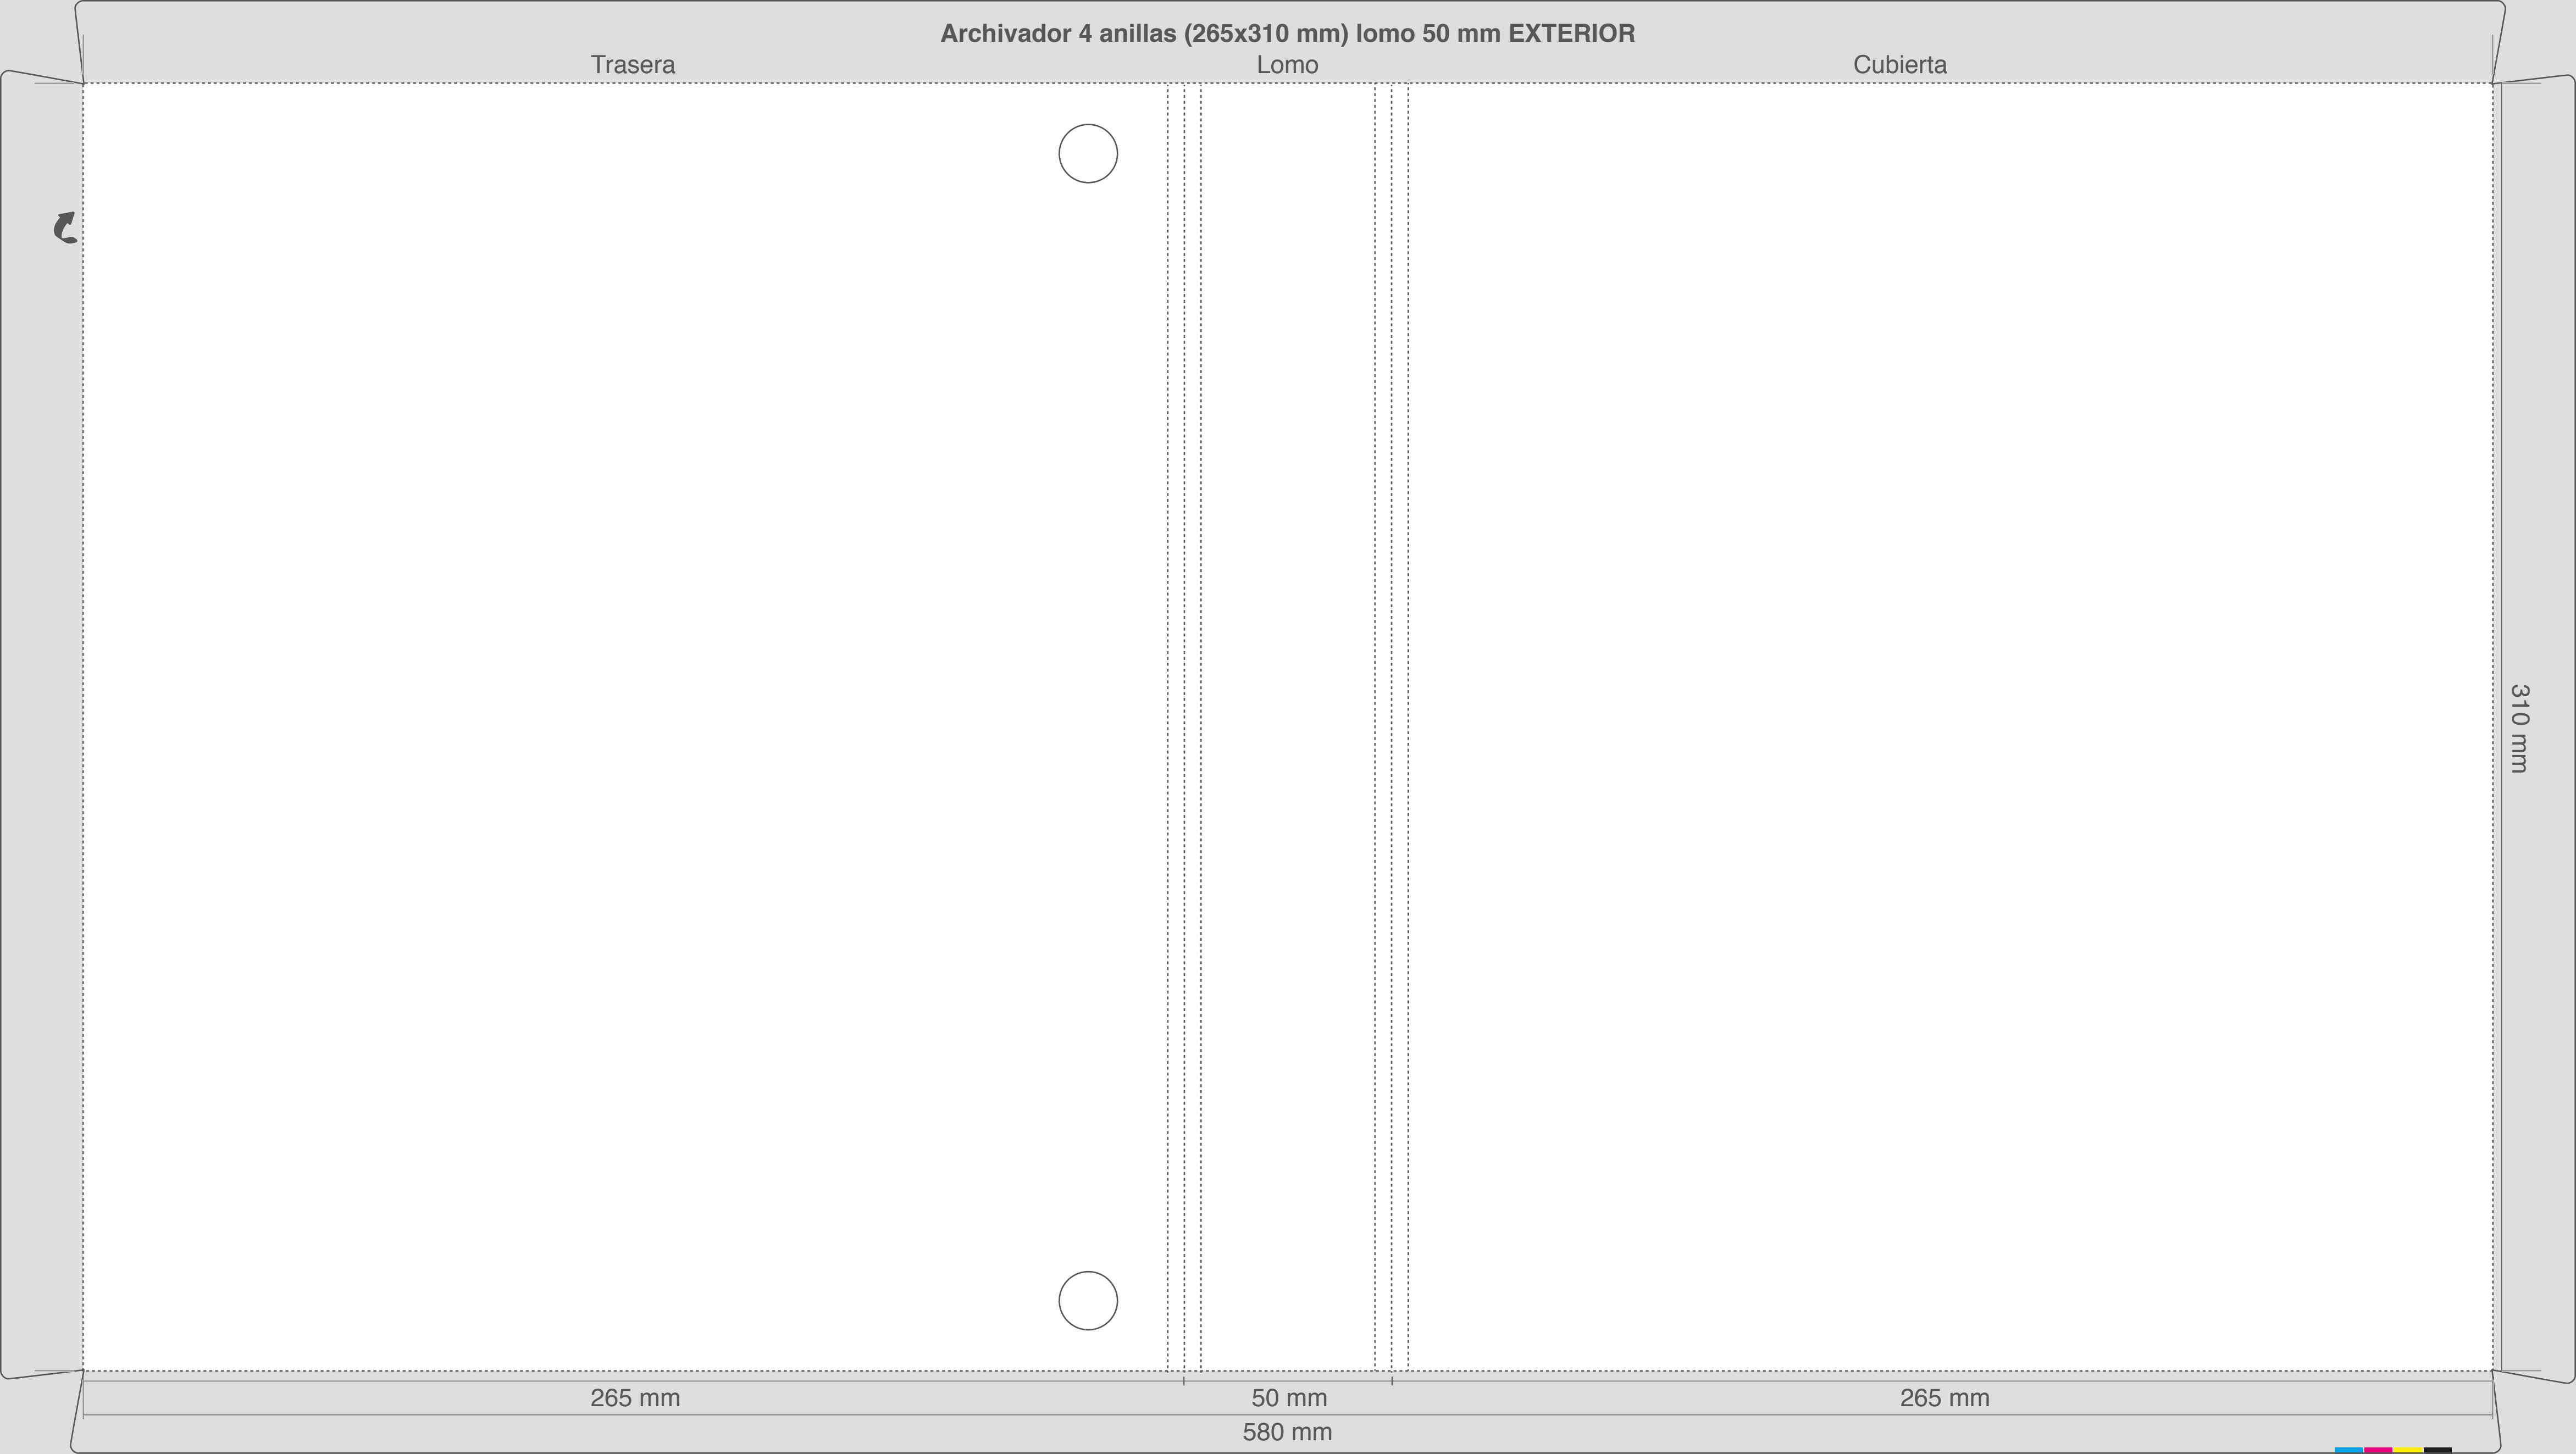 Archivador 4 anillas (265x310 mm) lomo 50 mm EXTERIOR
Trasera
Lomo
Cubierta
310 mm
265 mm
50 mm
265 mm
580 mm